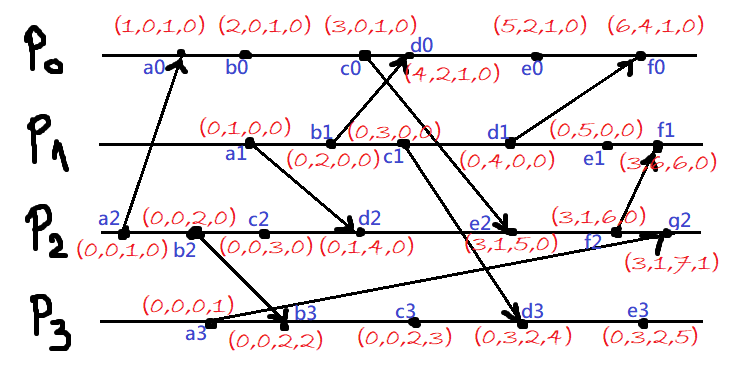 (1,0,1,0) (2,0,1,0) (3,0,1,0) (5,2,1,0) (6,4,1,0)
P0 a0 b0 c0 d0 e0 f0
(4,2,1,0)
(0,1,0,0) (0,3,0,0) (0,5,0,0)
P1 a1 b1 c1 d1 e1 f1
(0,2,0,0) (0,4,0,0) (3,6,6,0)
(0,0,2,0) (3,1,6,0)
P2 a2 b2 c2 d2 e2 f2 g2
(0,0,1,0) (0,0,3,0) (0,1,4,0) (3,1,5,0) (3,1,7,1)
(0,0,0,1)
P3 a3 b3 c3 d3 e3
(0,0,2,2) (0,0,2,3) (0,3,2,4) (0,3,2,5)